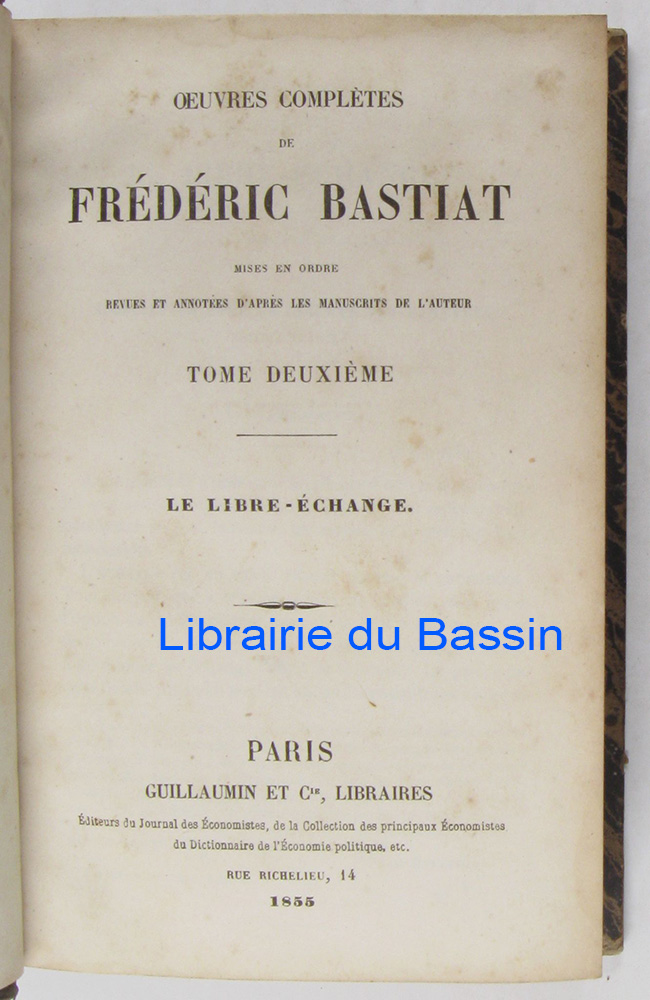 ŒUVRES COMPLÈTES
DE
FRÉDÉRIC BASTIAT
MISES EN ORDRE
REVUES ET ANNOTÉES D'APRÈS LES MANUSCRITS DE L'AUTEUR
TOME DEUXIÈME
LE LIBRE-ÉCHANGE.
Librairie du Bassin
PARIS
GUILLAUMIN ET Cie, LIBRAIRES
Éditeurs du Journal des Économistes, de la Collection des principaux Économistes
du Dictionnaire de l'Économie politique, etc.
RUE RICHELIEU, 14
1855